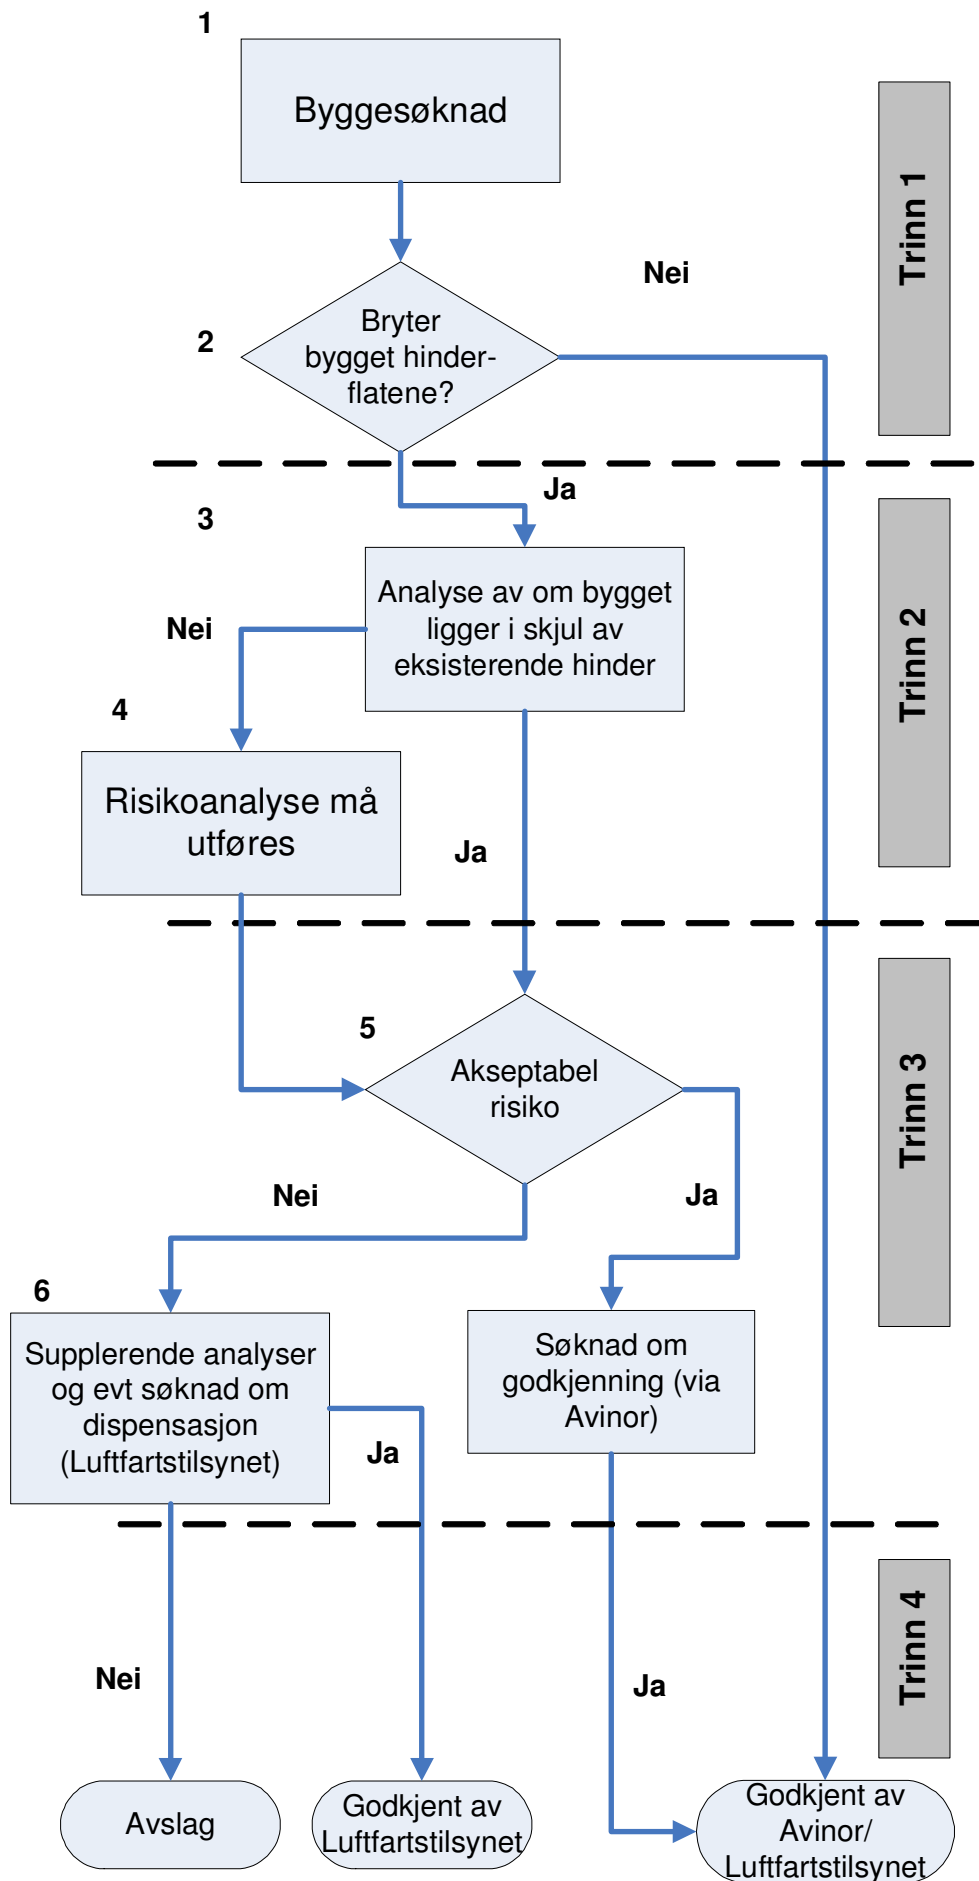 1
Byggesøknad
Trinn 1
Nei
2
Bryter
bygget hinder-
flatene?
Ja
3
Analyse av om bygget
ligger i skjul av
eksisterende hinder
Nei
Trinn 2
4
Risikoanalyse må
utføres
Ja
5
Akseptabel
risiko
Trinn 3
Nei
Ja
6
Supplerende analyser
og evt søknad om
dispensasjon
(Luftfartstilsynet)
Søknad om
godkjenning (via
Avinor)
Ja
Trinn 4
Nei
Ja
Avslag
Godkjent av
Luftfartstilsynet
Godkjent av
Avinor/
Luftfartstilsynet